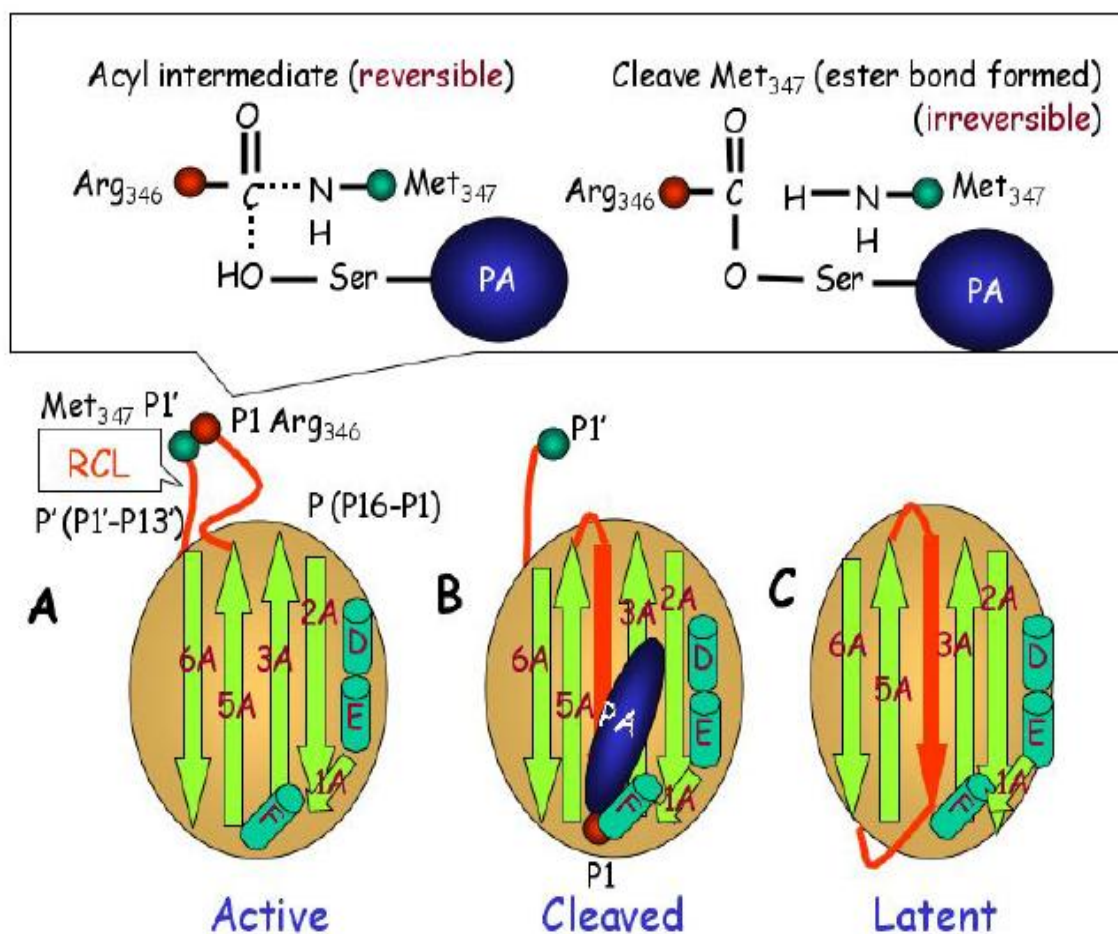 Acyl intermediate (reversible)
O
Arg346 C N Met347
H
HO Ser PA
Cleave Met347 (ester bond formed)
(irreversible)
O
Arg346 C H N Met347
H
O Ser PA
Met347 P1' P1 Arg346
RCL
P' (P1'-P13') P (P16-P1)
A
6A 5A 3A 2A D E 1A F
Active
P1'
B
6A 5A PA 3A 2A D E 1A F
P1
Cleaved
C
6A 5A 3A 2A D E 1A F
Latent